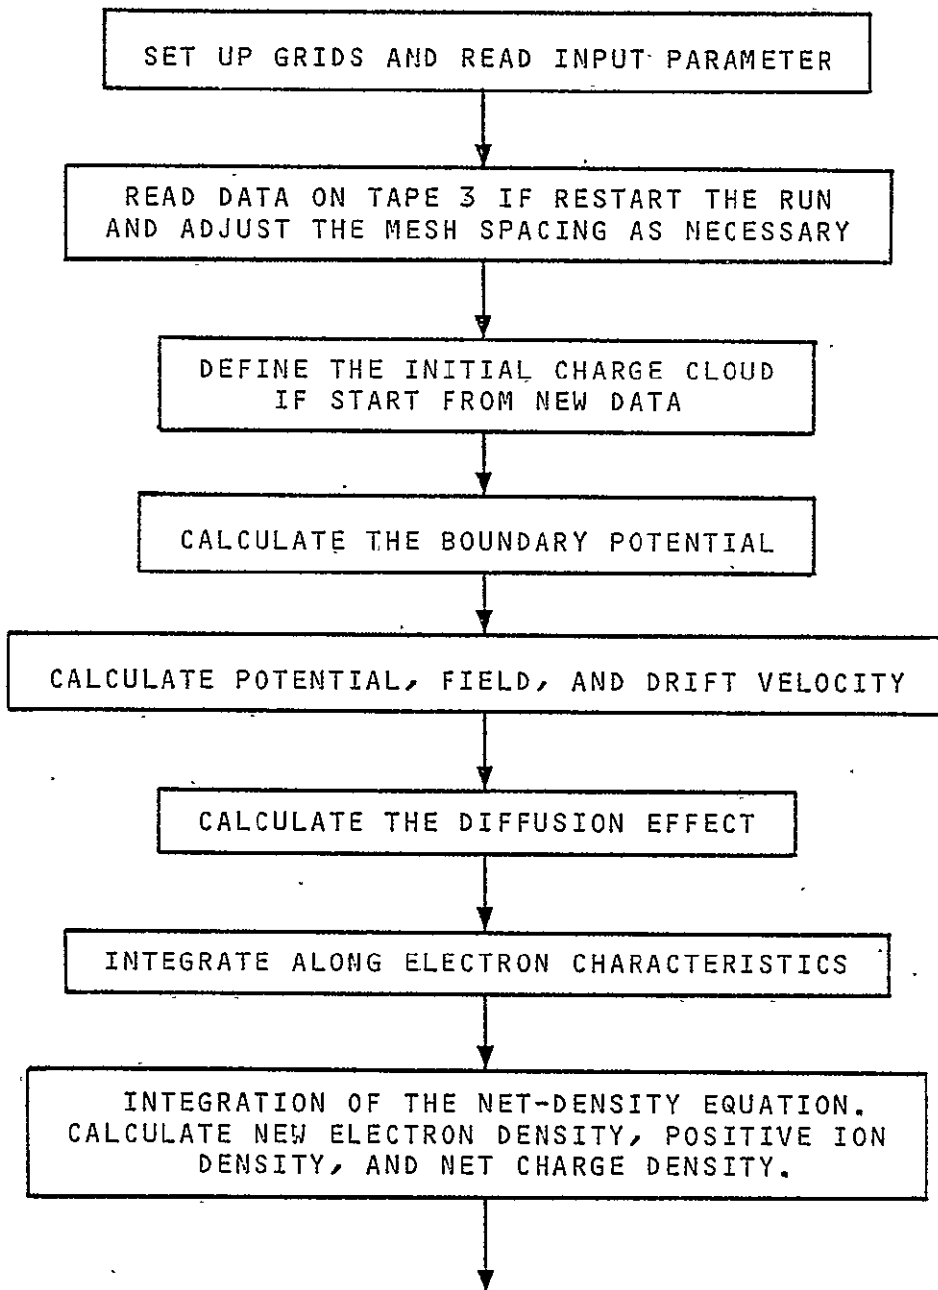 SET UP GRIDS AND READ INPUT PARAMETER
READ DATA ON TAPE 3 IF RESTART THE RUN
AND ADJUST THE MESH SPACING AS NECESSARY
DEFINE THE INITIAL CHARGE CLOUD
IF START FROM NEW DATA
CALCULATE THE BOUNDARY POTENTIAL
CALCULATE POTENTIAL, FIELD, AND DRIFT VELOCITY
CALCULATE THE DIFFUSION EFFECT
INTEGRATE ALONG ELECTRON CHARACTERISTICS
INTEGRATION OF THE NET-DENSITY EQUATION.
CALCULATE NEW ELECTRON DENSITY, POSITIVE ION
DENSITY, AND NET CHARGE DENSITY.